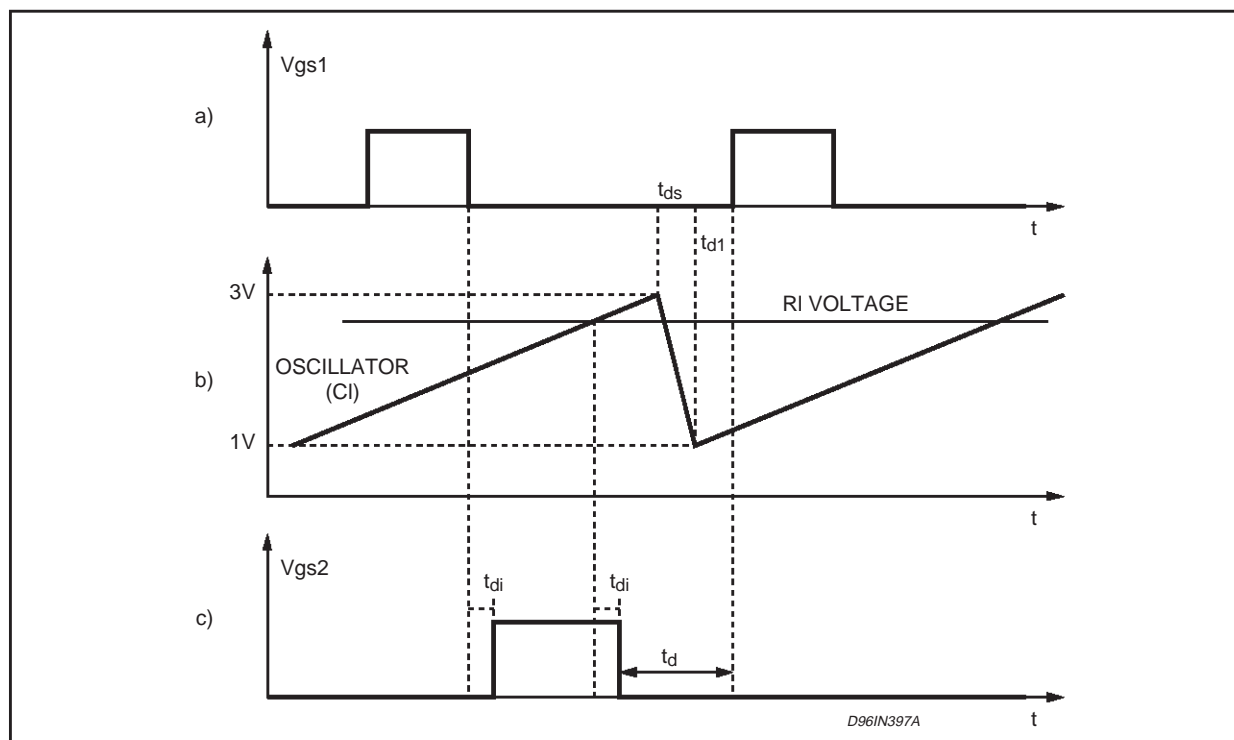 Vgs1
a)
tds
t
td1
3V
RI VOLTAGE
OSCILLATOR
(CI)
b)
1V
t
Vgs2
tdi
tdi
c)
td
D96IN397A
t